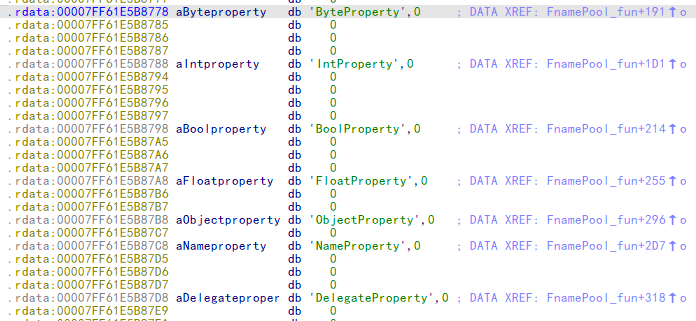 .rdata:00007FF61E5B8778 aByteproperty db 'ByteProperty',0 ; DATA XREF: FnamePool_fun+191↑o
.rdata:00007FF61E5B8785 db 0
.rdata:00007FF61E5B8786 db 0
.rdata:00007FF61E5B8787 db 0
.rdata:00007FF61E5B8788 aIntproperty db 'IntProperty',0 ; DATA XREF: FnamePool_fun+1D1↑o
.rdata:00007FF61E5B8794 db 0
.rdata:00007FF61E5B8795 db 0
.rdata:00007FF61E5B8796 db 0
.rdata:00007FF61E5B8797 db 0
.rdata:00007FF61E5B8798 aBoolproperty db 'BoolProperty',0 ; DATA XREF: FnamePool_fun+214↑o
.rdata:00007FF61E5B87A5 db 0
.rdata:00007FF61E5B87A6 db 0
.rdata:00007FF61E5B87A7 db 0
.rdata:00007FF61E5B87A8 aFloatproperty db 'FloatProperty',0 ; DATA XREF: FnamePool_fun+255↑o
.rdata:00007FF61E5B87B6 db 0
.rdata:00007FF61E5B87B7 db 0
.rdata:00007FF61E5B87B8 aObjectproperty db 'ObjectProperty',0 ; DATA XREF: FnamePool_fun+296↑o
.rdata:00007FF61E5B87C7 db 0
.rdata:00007FF61E5B87C8 aNameproperty db 'NameProperty',0 ; DATA XREF: FnamePool_fun+2D7↑o
.rdata:00007FF61E5B87D5 db 0
.rdata:00007FF61E5B87D6 db 0
.rdata:00007FF61E5B87D7 db 0
.rdata:00007FF61E5B87D8 aDelegateproper db 'DelegateProperty',0 ; DATA XREF: FnamePool_fun+318↑o
.rdata:00007FF61E5B87E9 db 0